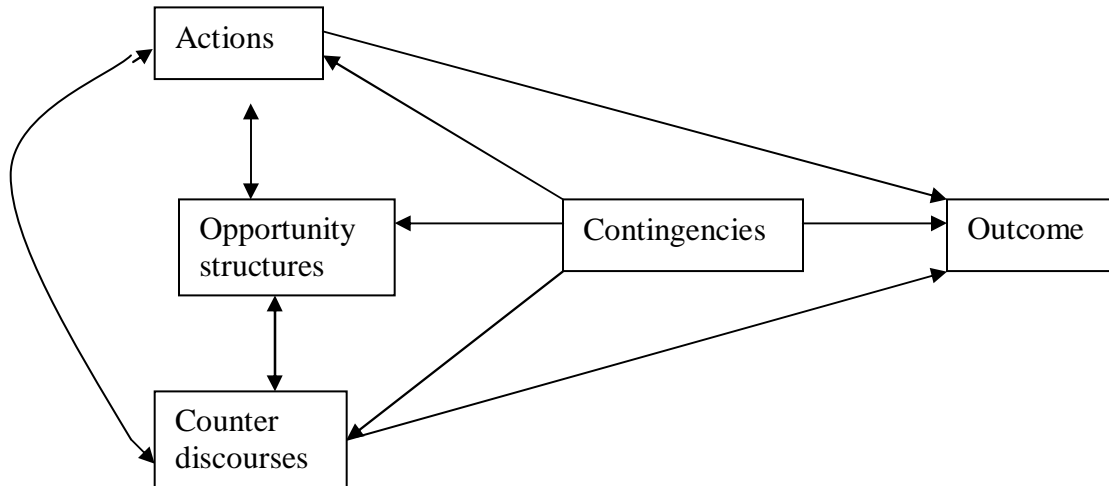 Actions
Opportunity
structures
Contingencies
Outcome
Counter
discourses